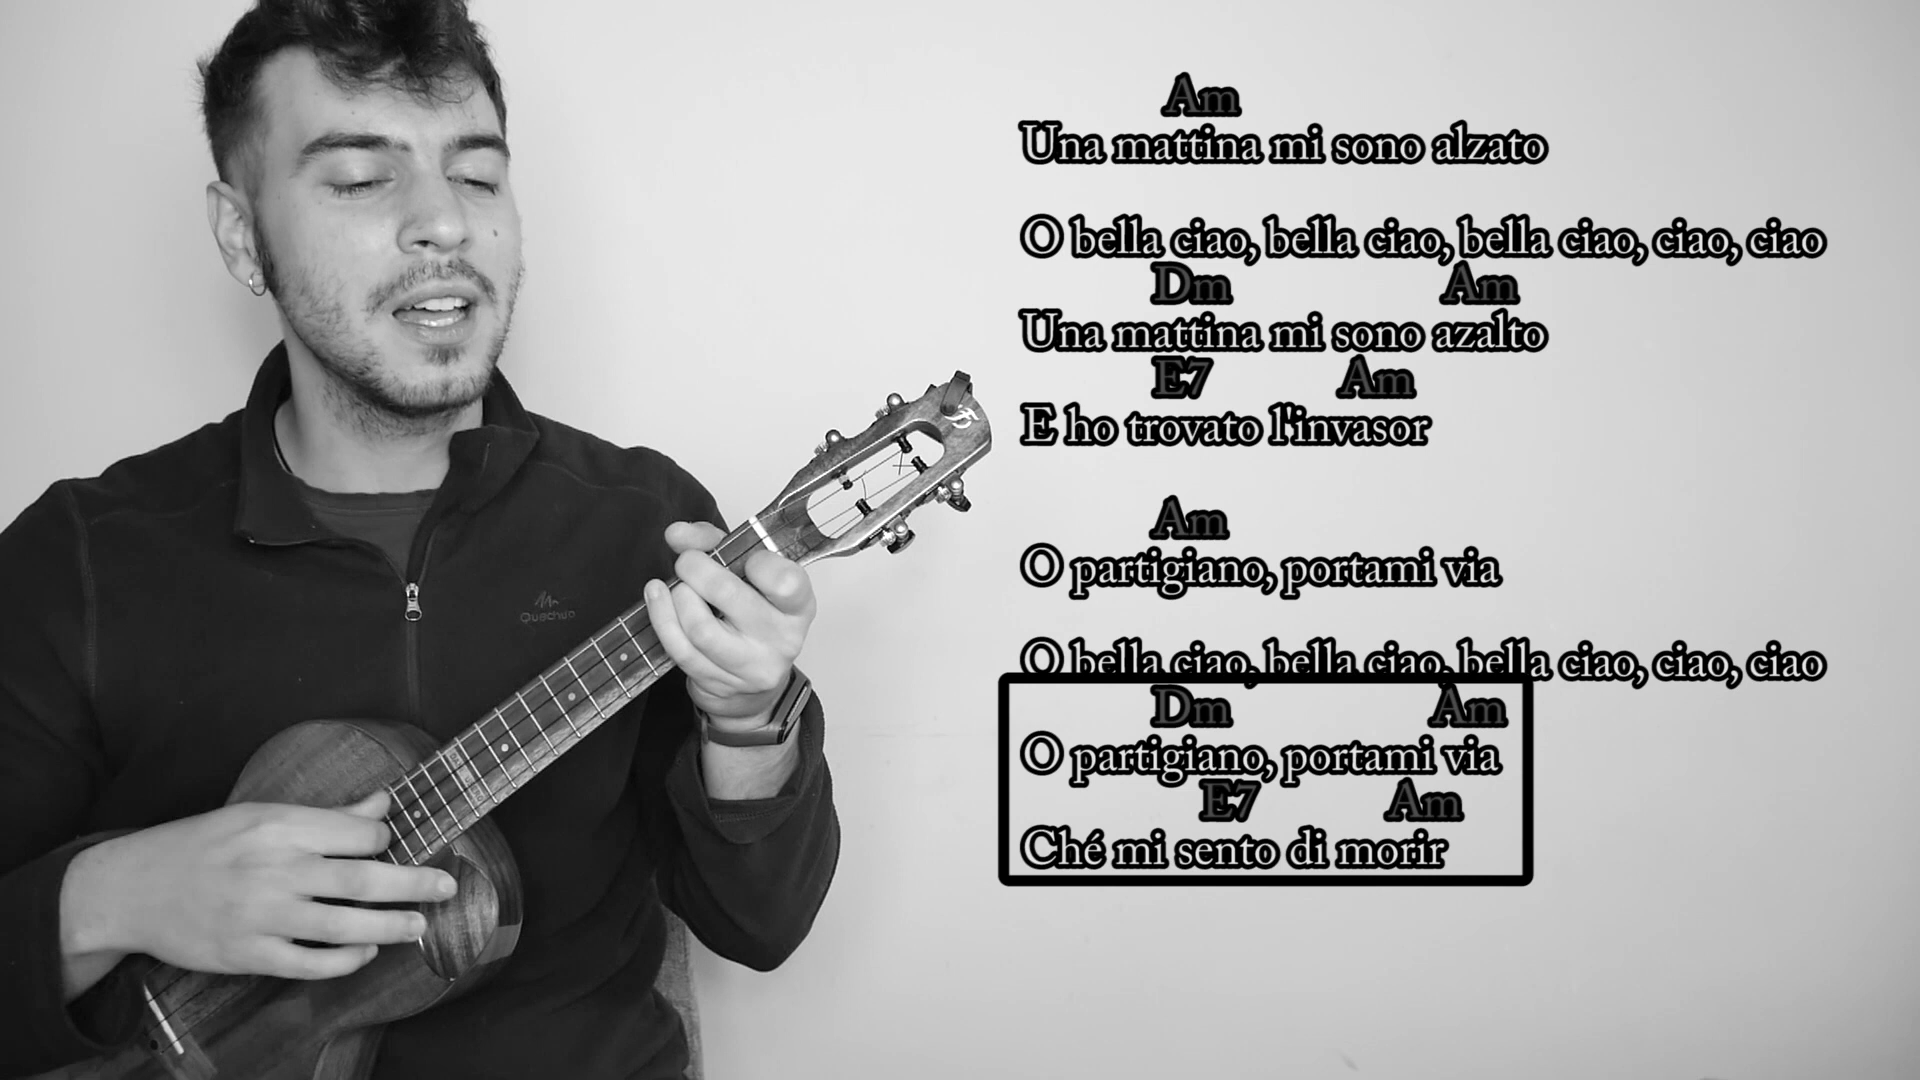 Am
Una mattina mi sono alzato
O bella ciao, bella ciao, bella ciao, ciao, ciao
Dm Am
Una mattina mi sono azalto
E7 Am
E ho trovato l'invasor
Am
O partigiano, portami via
O bella ciao, bella ciao, bella ciao, ciao, ciao
Dm Am
O partigiano, portami via
E7 Am
Ché mi sento di morir
Quechua